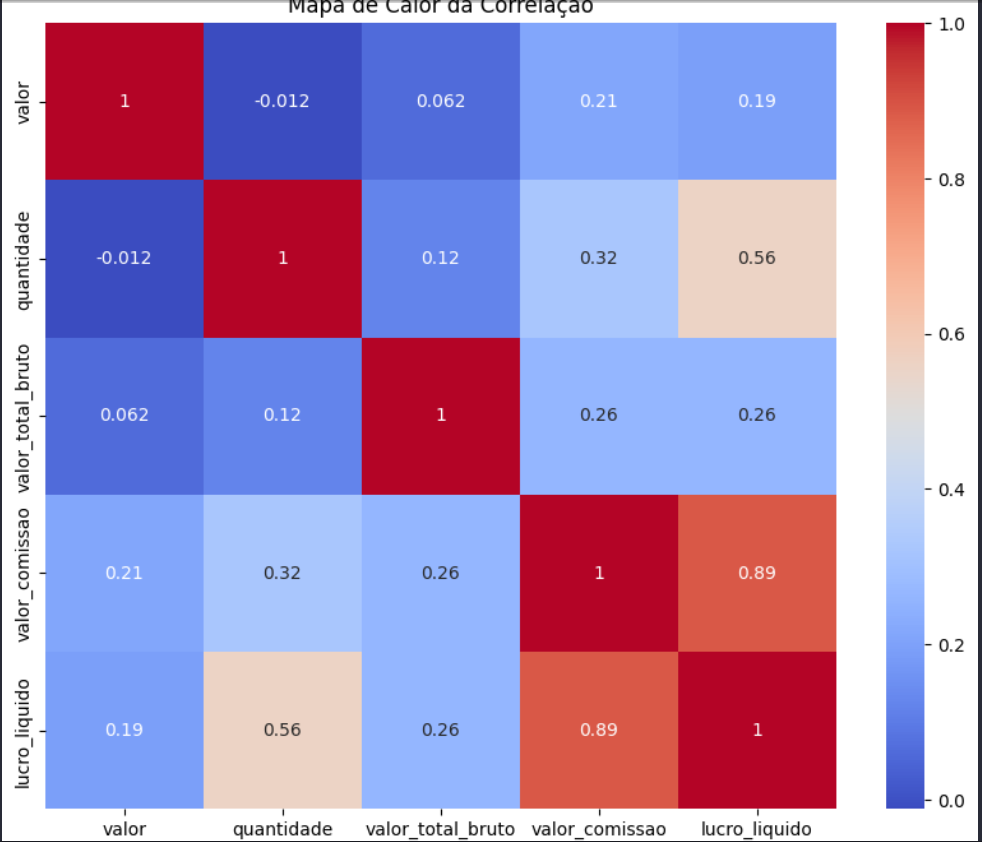 Mapa de Calor da Correlação
valor
1
-0.012
0.062
0.21
0.19
quantidade
-0.012
1
0.12
0.32
0.56
valor_total_bruto
0.062
0.12
1
0.26
0.26
valor_comissao
0.21
0.32
0.26
1
0.89
lucro_liquido
0.19
0.56
0.26
0.89
1
valor
quantidade
valor_total_bruto
valor_comissao
lucro_liquido
1.0
0.8
0.6
0.4
0.2
0.0